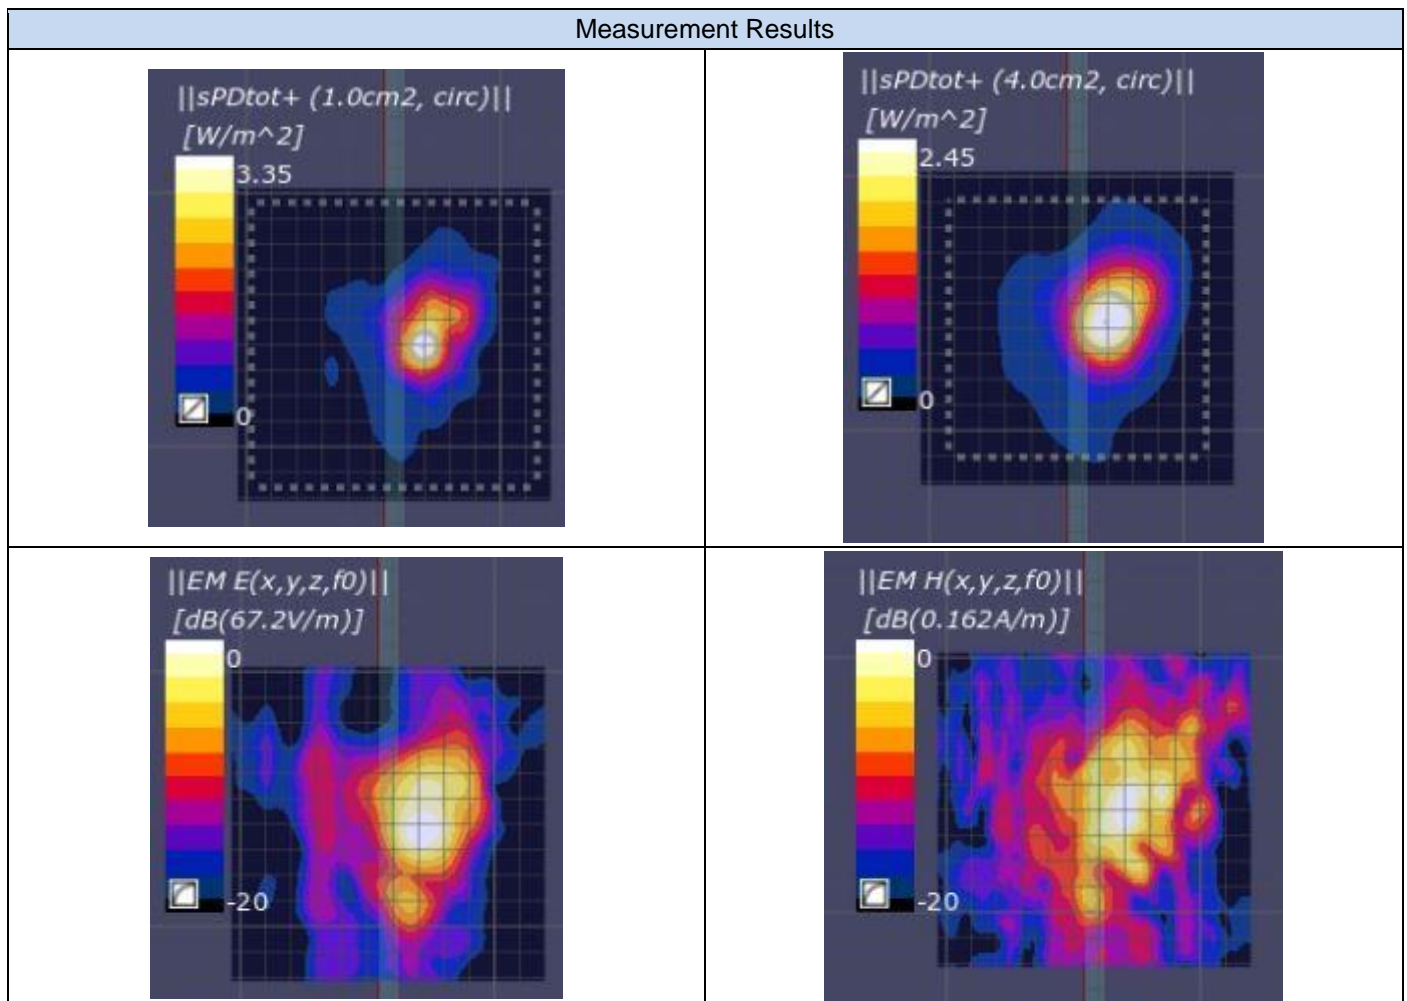 Measurement Results
||sPDtot+ (1.0cm2, circ)||
[W/m^2]
3.35
0
||sPDtot+ (4.0cm2, circ)||
[W/m^2]
2.45
0
||EM E(x,y,z,f0)||
[dB(67.2V/m)]
0
-20
||EM H(x,y,z,f0)||
[dB(0.162A/m)]
0
-20